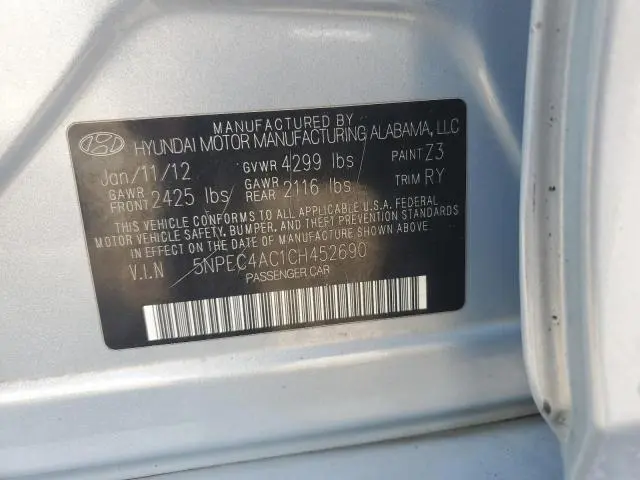 MANUFACTURED BY
HYUNDAI MOTOR MANUFACTURING ALABAMA, LLC
Jan/11/12 GVWR 4299 lbs PAINT Z3
GAWR FRONT 2425 lbs GAWR REAR 2116 lbs TRIM RY
THIS VEHICLE CONFORMS TO ALL APPLICABLE U.S.A. FEDERAL
MOTOR VEHICLE SAFETY, BUMPER, AND THEFT PREVENTION STANDARDS
IN EFFECT ON THE DATE OF MANUFACTURE SHOWN ABOVE.
V.I.N 5NPEC4AC1CH452690
PASSENGER CAR